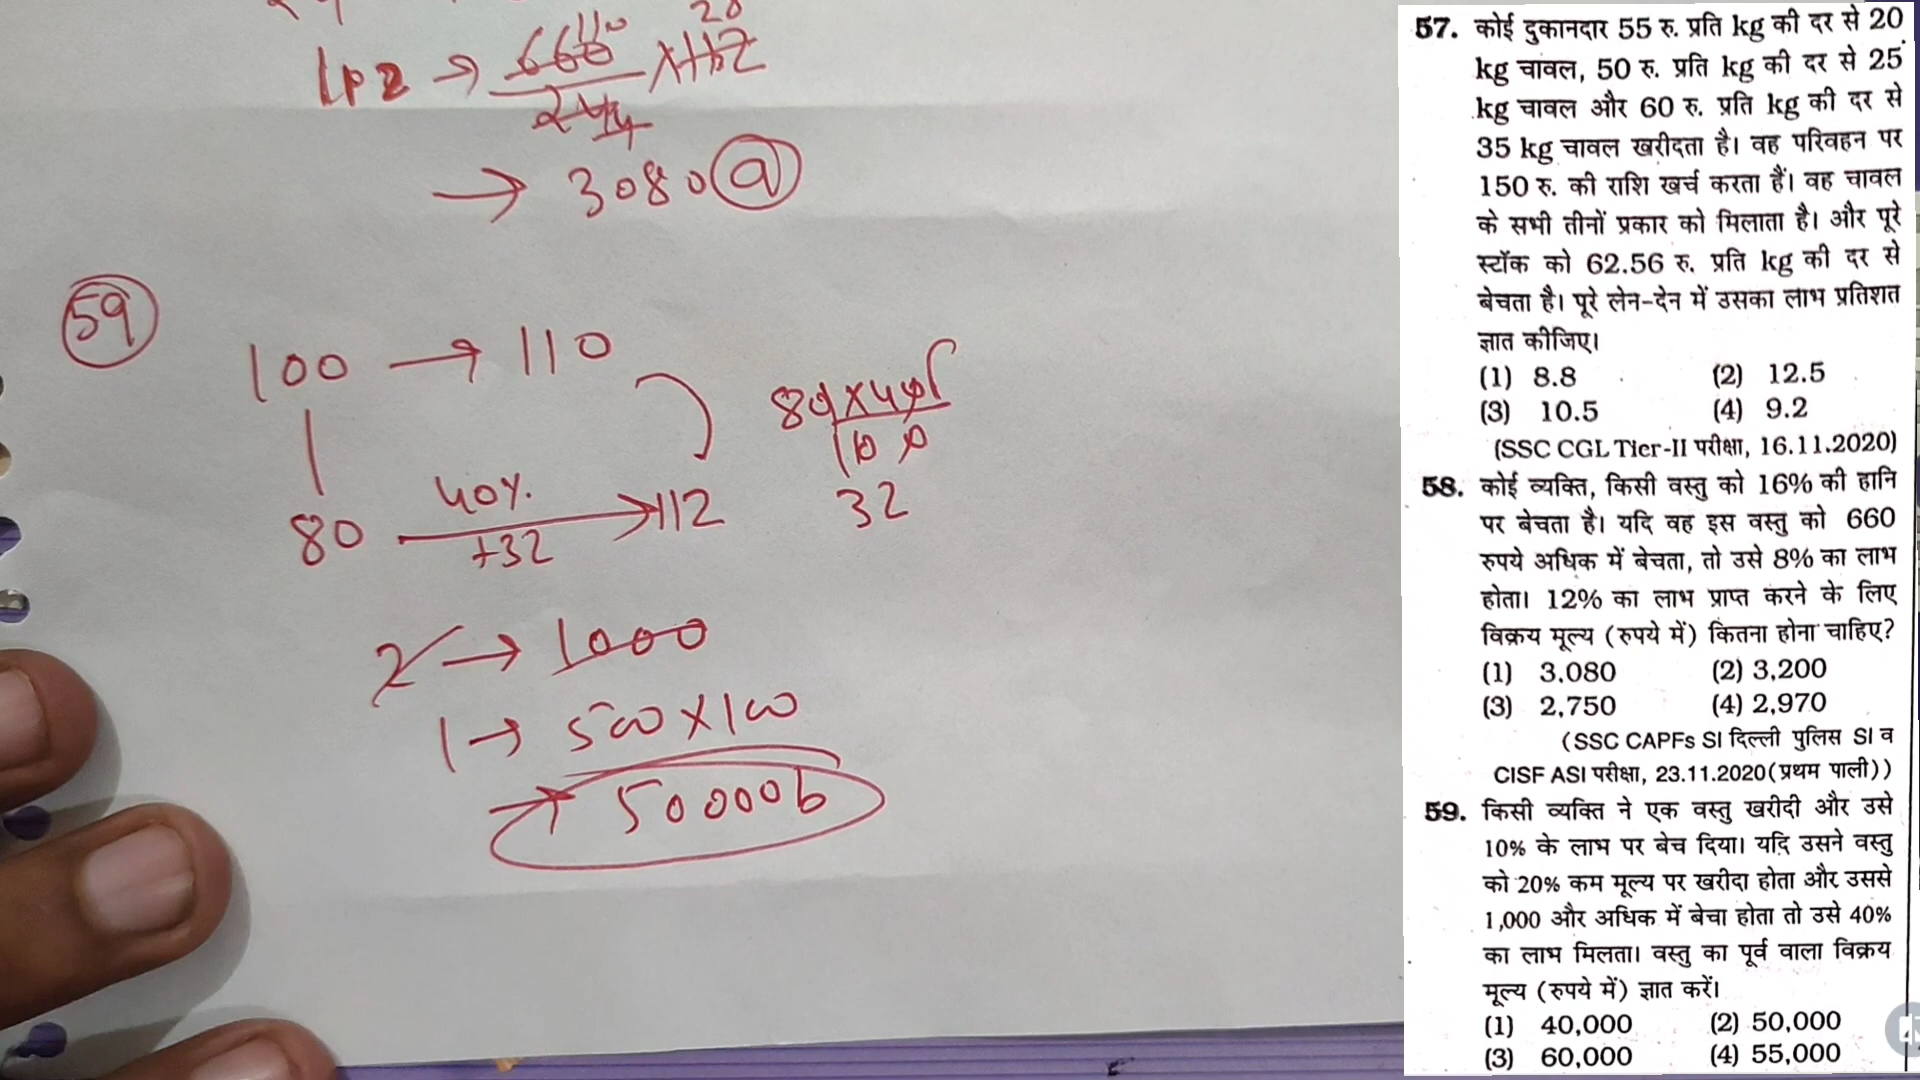 1P2 → 660/24 × 112
110
28
→ 3080 (a)
59
100 → 110
80 40% +32 → 112
80 × 40 / 100
32
2 → 1000
1 → 500 × 100
→ 50000 b
57. कोई दुकानदार 55 रु. प्रति kg की दर से 20
kg चावल, 50 रु. प्रति kg की दर से 25
kg चावल और 60 रु. प्रति kg की दर से
35 kg चावल खरीदता है। वह परिवहन पर
150 रु. की राशि खर्च करता हैं। वह चावल
के सभी तीनों प्रकार को मिलाता है। और पूरे
स्टॉक को 62.56 रु. प्रति kg की दर से
बेचता है। पूरे लेन-देन में उसका लाभ प्रतिशत
ज्ञात कीजिए।
(1) 8.8 (2) 12.5
(3) 10.5 (4) 9.2
(SSC CGL Tier-II परीक्षा, 16.11.2020)
58. कोई व्यक्ति, किसी वस्तु को 16% की हानि
पर बेचता है। यदि वह इस वस्तु को 660
रुपये अधिक में बेचता, तो उसे 8% का लाभ
होता। 12% का लाभ प्राप्त करने के लिए
विक्रय मूल्य (रुपये में) कितना होना चाहिए?
(1) 3.080 (2) 3,200
(3) 2,750 (4) 2,970
(SSC CAPFs SI दिल्ली पुलिस SI व
CISF ASI परीक्षा, 23.11.2020 (प्रथम पाली))
59. किसी व्यक्ति ने एक वस्तु खरीदी और उसे
10% के लाभ पर बेच दिया। यदि उसने वस्तु
को 20% कम मूल्य पर खरीदा होता और उससे
1,000 और अधिक में बेचा होता तो उसे 40%
का लाभ मिलता। वस्तु का पूर्व वाला विक्रय
मूल्य (रुपये में) ज्ञात करें।
(1) 40,000 (2) 50,000
(3) 60,000 (4) 55,000